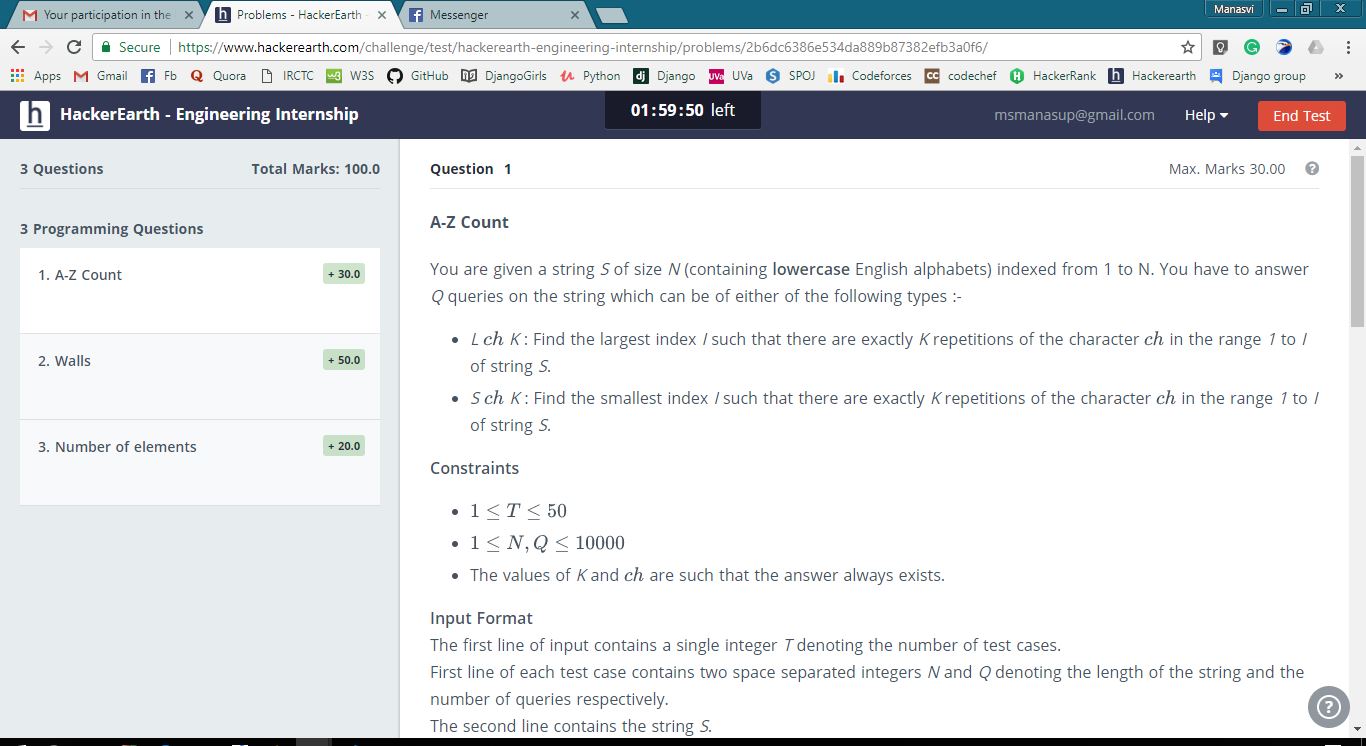 Your participation in the
Problems - HackerEarth -
Messenger
Manasvi
Secure
https://www.hackerearth.com/challenge/test/hackerearth-engineering-internship/problems/2b6dc6386e534da889b87382efb3a0f6/
Apps Gmail Fb Quora IRCTC W3S GitHub DjangoGirls Python Django UVa SPOJ Codeforces codechef HackerRank Hackerearth Django group »
HackerEarth - Engineering Internship
01:59:50 left
msmanasup@gmail.com
Help
End Test
3 Questions Total Marks: 100.0
3 Programming Questions
1. A-Z Count + 30.0
2. Walls + 50.0
3. Number of elements + 20.0
Question 1 Max. Marks 30.00
A-Z Count
You are given a string S of size N (containing lowercase English alphabets) indexed from 1 to N. You have to answer
Q queries on the string which can be of either of the following types :-
• L ch K : Find the largest index I such that there are exactly K repetitions of the character ch in the range 1 to I
of string S.
• S ch K : Find the smallest index I such that there are exactly K repetitions of the character ch in the range 1 to I
of string S.
Constraints
• 1 ≤ T ≤ 50
• 1 ≤ N, Q ≤ 10000
• The values of K and ch are such that the answer always exists.
Input Format
The first line of input contains a single integer T denoting the number of test cases.
First line of each test case contains two space separated integers N and Q denoting the length of the string and the
number of queries respectively.
The second line contains the string S.